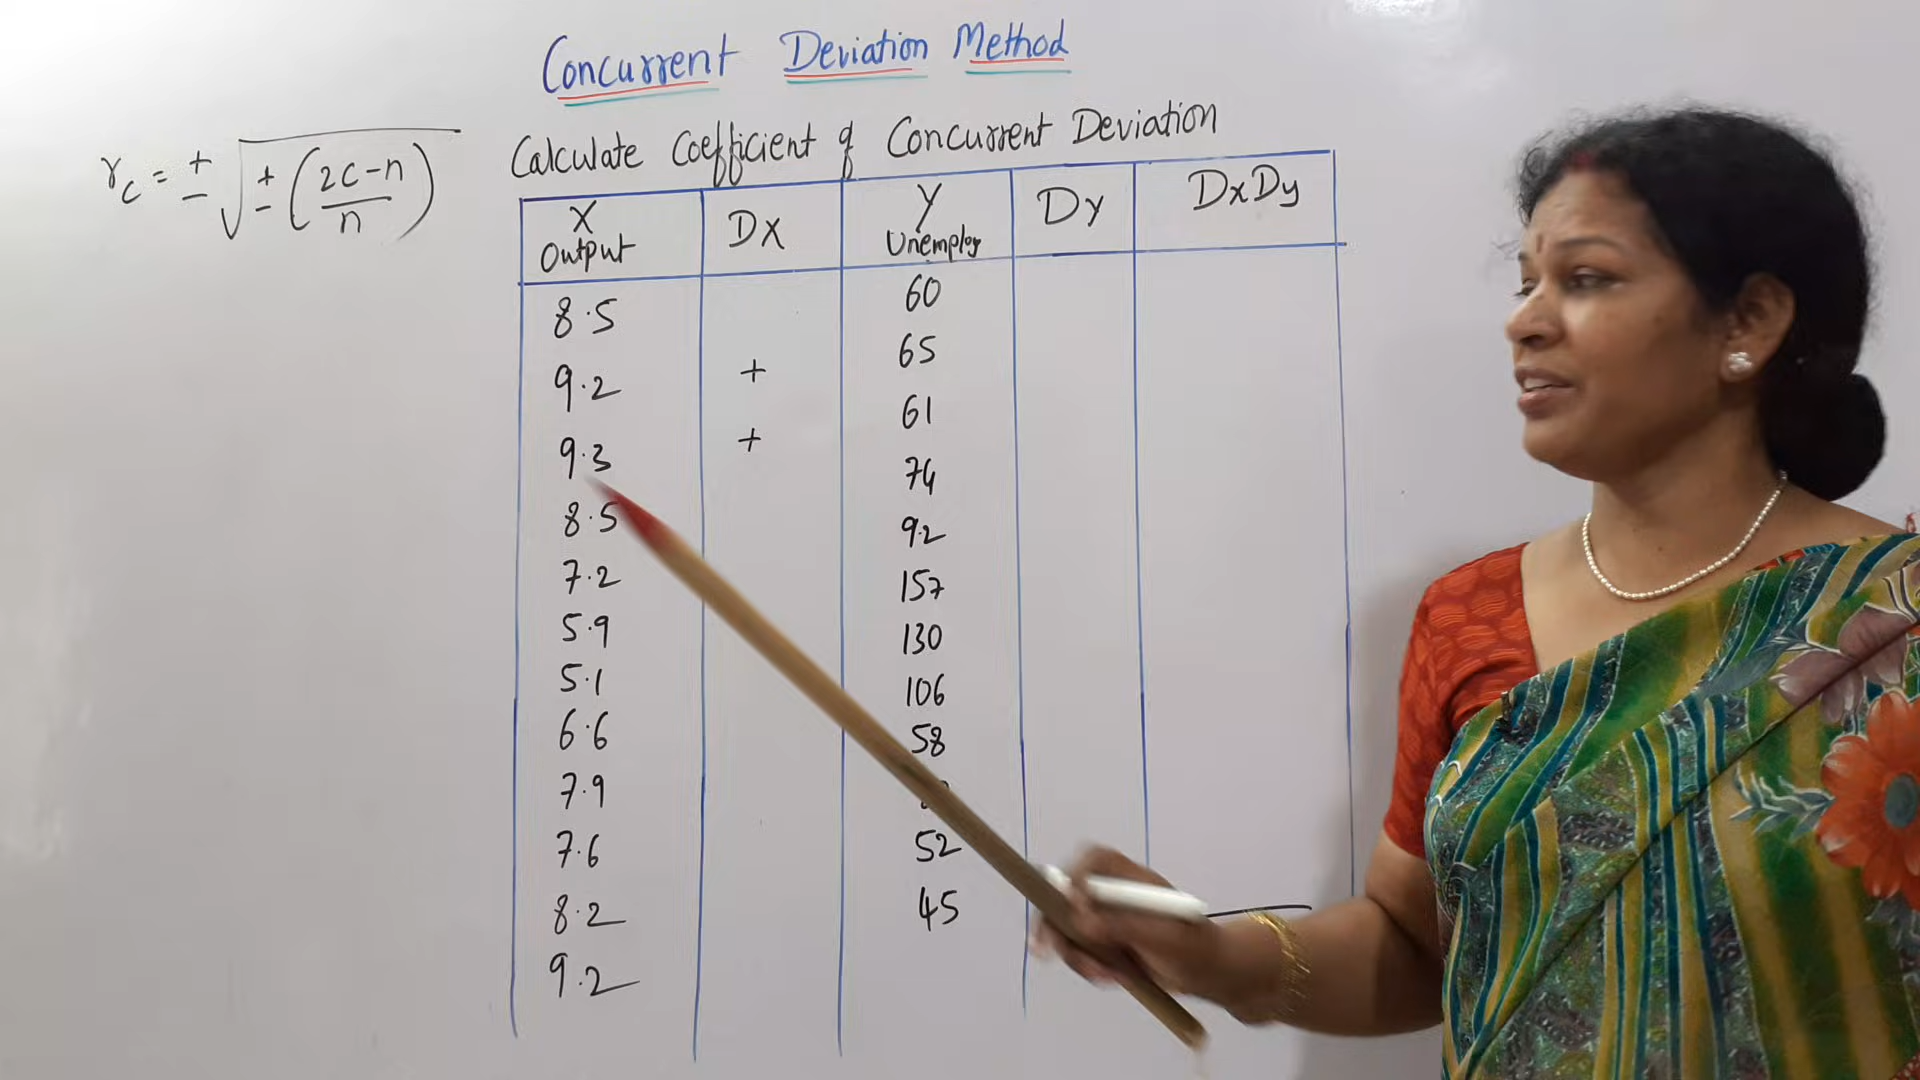 Concurrent Deviation Method
Calculate Coefficient of Concurrent Deviation
rc = ± √ ± (2c-n / n)
X Output DX Y Unemploy Dy DxDy
8.5 60
9.2 + 65
9.3 + 61
8.5 74
7.2 92
5.9 157
5.1 130
6.6 106
7.9 58
7.6
8.2 52
9.2 45